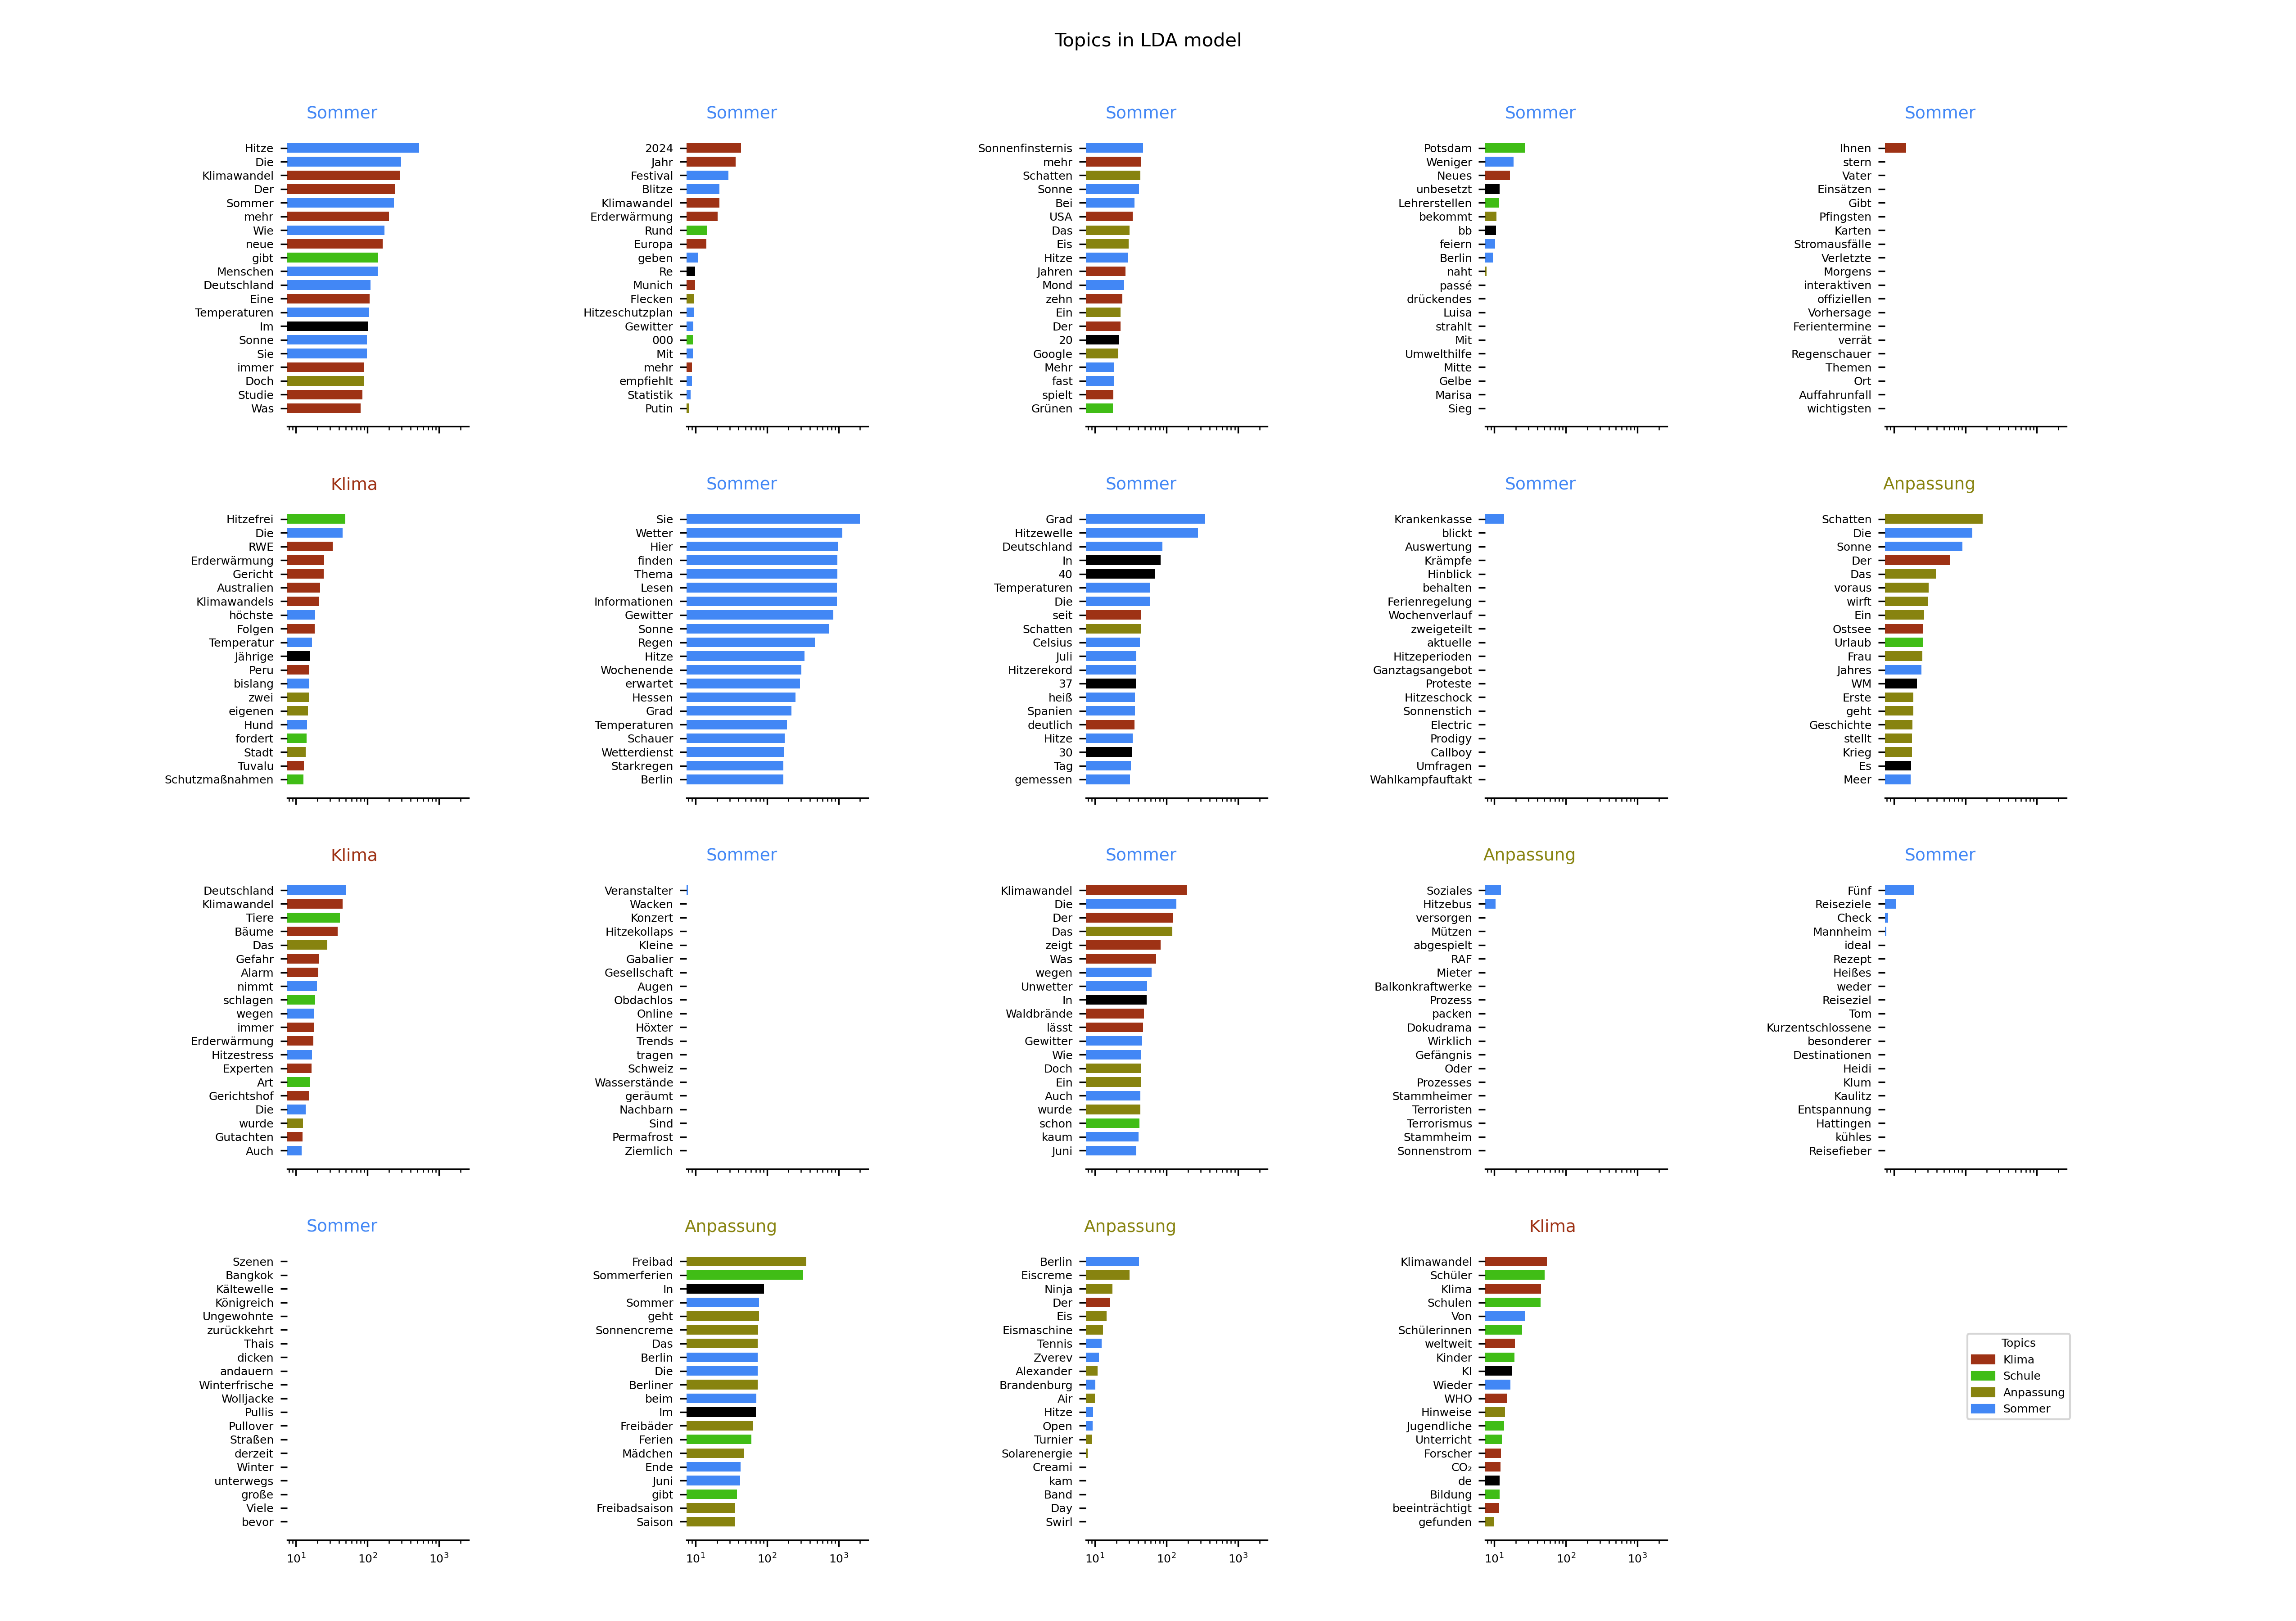 Topics in LDA model
Sommer
Hitze
Die
Klimawandel
Der
Sommer
mehr
Wie
neue
gibt
Menschen
Deutschland
Eine
Temperaturen
Im
Sonne
Sie
immer
Doch
Studie
Was
Sommer
2024
Jahr
Festival
Blitze
Klimawandel
Erderwärmung
Rund
Europa
geben
Re
Munich
Flecken
Hitzeschutzplan
Gewitter
000
Mit
mehr
empfiehlt
Statistik
Putin
Sommer
Sonnenfinsternis
mehr
Schatten
Sonne
Bei
USA
Das
Eis
Hitze
Jahren
Mond
zehn
Ein
Der
20
Google
Mehr
fast
spielt
Grünen
Sommer
Potsdam
Weniger
Neues
unbesetzt
Lehrerstellen
bekommt
bb
feiern
Berlin
naht
passé
drückendes
Luisa
strahlt
Mit
Umwelthilfe
Mitte
Gelbe
Marisa
Sieg
Sommer
Ihnen
stern
Vater
Einsätzen
Gibt
Pfingsten
Karten
Stromausfälle
Verletzte
Morgens
interaktiven
offiziellen
Vorhersage
Ferientermine
verrät
Regenschauer
Themen
Ort
Auffahrunfall
wichtigsten
Klima
Hitzefrei
Die
RWE
Erderwärmung
Gericht
Australien
Klimawandels
höchste
Folgen
Temperatur
Jährige
Peru
bislang
zwei
eigenen
Hund
fordert
Stadt
Tuvalu
Schutzmaßnahmen
Sommer
Sie
Wetter
Hier
finden
Thema
Lesen
Informationen
Gewitter
Sonne
Regen
Hitze
Wochenende
erwartet
Hessen
Grad
Temperaturen
Schauer
Wetterdienst
Starkregen
Berlin
Sommer
Grad
Hitzewelle
Deutschland
In
40
Temperaturen
Die
seit
Schatten
Celsius
Juli
Hitzerekord
37
heiß
Spanien
deutlich
Hitze
30
Tag
gemessen
Sommer
Krankenkasse
blickt
Auswertung
Krämpfe
Hinblick
behalten
Ferienregelung
Wochenverlauf
zweigeteilt
aktuelle
Hitzeperioden
Ganztagsangebot
Proteste
Hitzeschock
Sonnenstich
Electric
Prodigy
Callboy
Umfragen
Wahlkampfauftakt
Anpassung
Schatten
Die
Sonne
Der
Das
voraus
wirft
Ein
Ostsee
Urlaub
Frau
Jahres
WM
Erste
geht
Geschichte
stellt
Krieg
Es
Meer
Klima
Deutschland
Klimawandel
Tiere
Bäume
Das
Gefahr
Alarm
nimmt
schlagen
wegen
immer
Erderwärmung
Hitzestress
Experten
Art
Gerichtshof
Die
wurde
Gutachten
Auch
Sommer
Veranstalter
Wacken
Konzert
Hitzekollaps
Kleine
Gabalier
Gesellschaft
Augen
Obdachlos
Online
Höxter
Trends
tragen
Schweiz
Wasserstände
geräumt
Nachbarn
Sind
Permafrost
Ziemlich
Sommer
Klimawandel
Die
Der
Das
zeigt
Was
wegen
Unwetter
In
Waldbrände
lässt
Gewitter
Wie
Doch
Ein
Auch
wurde
schon
kaum
Juni
Anpassung
Soziales
Hitzebus
versorgen
Mützen
abgespielt
RAF
Mieter
Balkonkraftwerke
Prozess
packen
Dokudrama
Wirklich
Gefängnis
Oder
Prozesses
Stammheimer
Terroristen
Terrorismus
Stammheim
Sonnenstrom
Sommer
Fünf
Reiseziele
Check
Mannheim
ideal
Rezept
Heißes
weder
Reiseziel
Tom
Kurzentschlossene
besonderer
Destinationen
Heidi
Klum
Kaulitz
Entspannung
Hattingen
kühles
Reisefieber
Sommer
Szenen
Bangkok
Kältewelle
Königreich
Ungewohnte
zurückkehrt
Thais
dicken
andauern
Winterfrische
Wolljacke
Pullis
Pullover
Straßen
derzeit
Winter
unterwegs
große
Viele
bevor
10¹ 10² 10³
Anpassung
Freibad
Sommerferien
In
Sommer
geht
Sonnencreme
Das
Berlin
Die
Berliner
beim
Im
Freibäder
Ferien
Mädchen
Ende
Juni
gibt
Freibadsaison
Saison
10¹ 10² 10³
Anpassung
Berlin
Eiscreme
Ninja
Der
Eis
Eismaschine
Tennis
Zverev
Alexander
Brandenburg
Air
Hitze
Open
Turnier
Solarenergie
Creami
kam
Band
Day
Swirl
10¹ 10² 10³
Klima
Klimawandel
Schüler
Klima
Schulen
Von
Schülerinnen
weltweit
Kinder
KI
Wieder
WHO
Hinweise
Jugendliche
Unterricht
Forscher
CO₂
de
Bildung
beeinträchtigt
gefunden
10¹ 10² 10³
Topics
Klima
Schule
Anpassung
Sommer